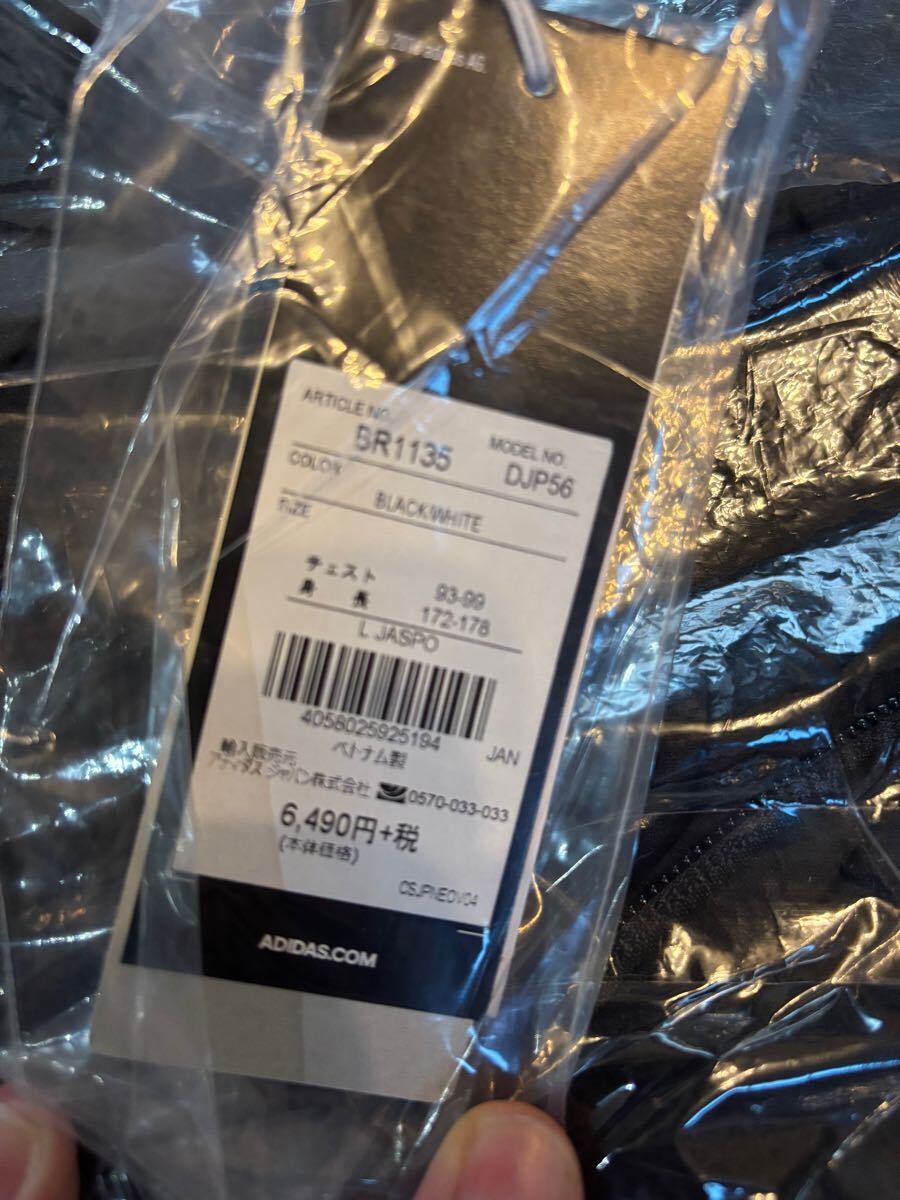 ARTICLE NO.
BR1135
MODEL NO.
DJP56
COLOR
BLACK/WHITE
SIZE
チェスト 93-99
身 長 172-178
L JASPO
4058025925194
JAN
ベトナム製
輸入販売元
アディダス ジャパン株式会社 0570-033-033
6,490円+税
(本体価格)
ADIDAS.COM